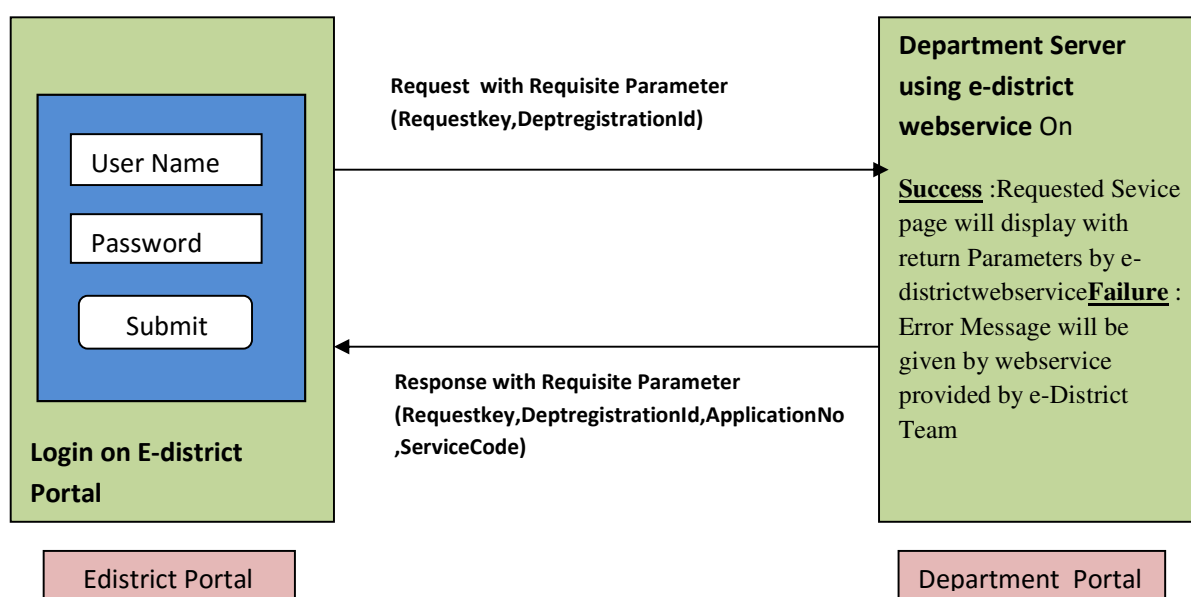 User Name
Password
Submit
Login on E-district
Portal
Edistrict Portal
Request  with Requisite Parameter
(Requestkey,DeptregistrationId)
Response with Requisite Parameter
(Requestkey,DeptregistrationId,ApplicationNo
,ServiceCode)
Department Server
using e-district
webservice On
Success :Requested Sevice
page will display with
return Parameters by e-
districtwebserviceFailure :
Error Message will be
given by webservice
provided by e-District
Team
Department  Portal